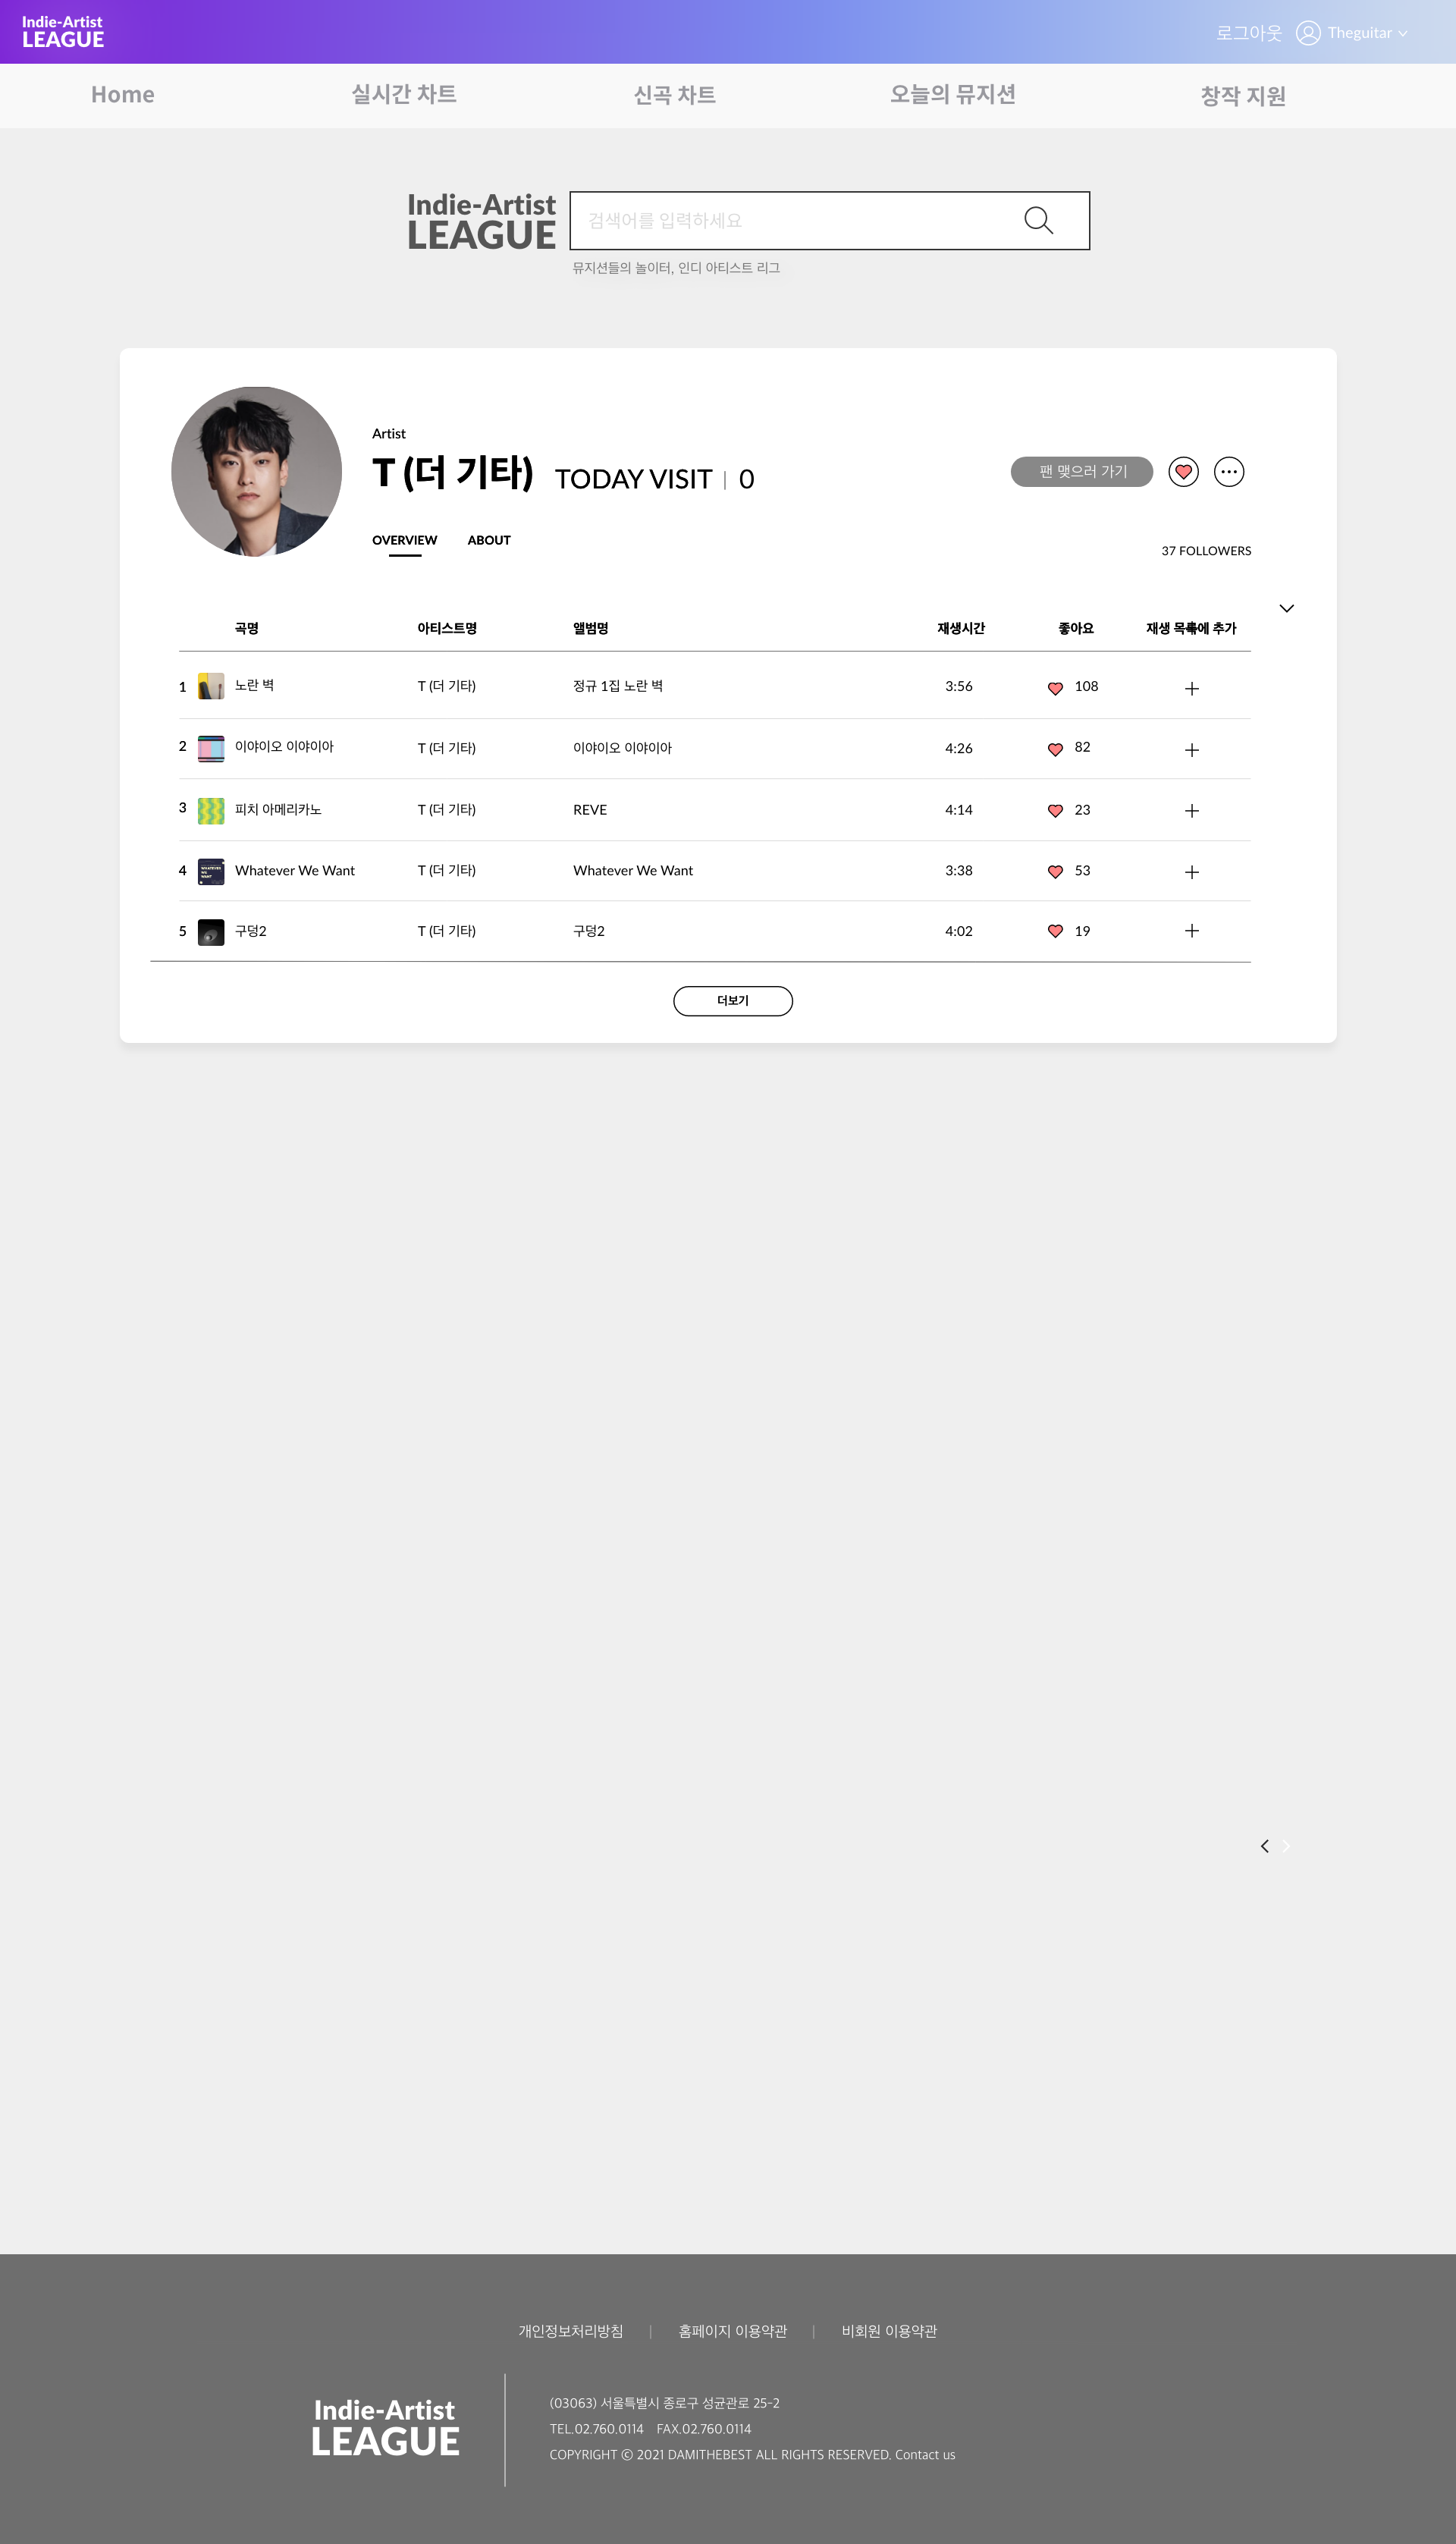 Indie-Artist
LEAGUE
로그아웃 Theguitar
Home 실시간 차트 신곡 차트 오늘의 뮤지션 창작 지원
Indie-Artist
LEAGUE
검색어를 입력하세요
뮤지션들의 놀이터, 인디 아티스트 리그
Artist
T (더 기타) TODAY VISIT | 0
팬 맺으러 가기
OVERVIEW ABOUT
37 FOLLOWERS
곡명 아티스트명 앨범명 재생시간 좋아요 재생 목록에 추가
1 노란 벽 T (더 기타) 정규 1집 노란 벽 3:56 108
2 이야이오 이야이아 T (더 기타) 이야이오 이야이아 4:26 82
3 피치 아메리카노 T (더 기타) REVE 4:14 23
4 WHATEVER WE WANT Whatever We Want T (더 기타) Whatever We Want 3:38 53
5 구덩2 T (더 기타) 구덩2 4:02 19
더보기
개인정보처리방침 | 홈페이지 이용약관 | 비회원 이용약관
Indie-Artist
LEAGUE
(03063) 서울특별시 종로구 성균관로 25-2
TEL.02.760.0114 FAX.02.760.0114
COPYRIGHT ⓒ 2021 DAMITHEBEST ALL RIGHTS RESERVED. Contact us